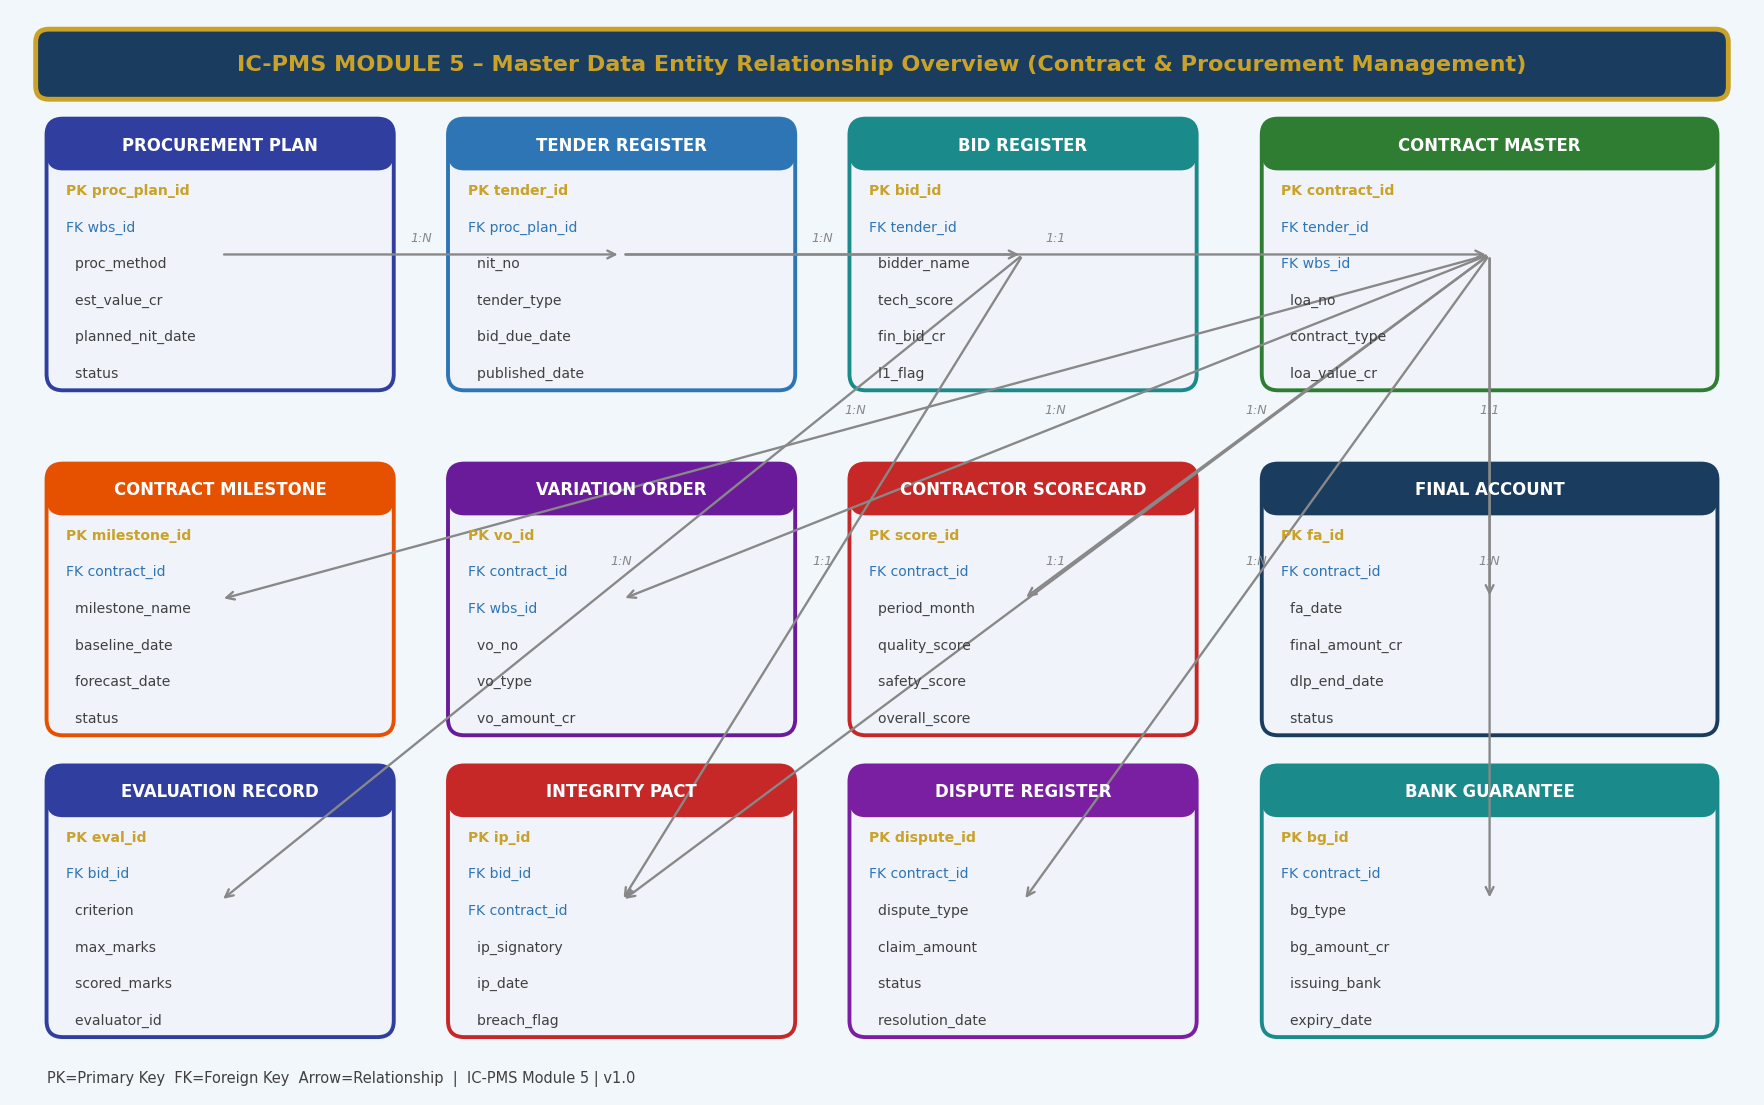 IC-PMS MODULE 5 – Master Data Entity Relationship Overview (Contract & Procurement Management)
PROCUREMENT PLAN
PK proc_plan_id
FK wbs_id
proc_method
est_value_cr
planned_nit_date
status
1:N
TENDER REGISTER
PK tender_id
FK proc_plan_id
nit_no
tender_type
bid_due_date
published_date
1:N
BID REGISTER
PK bid_id
FK tender_id
bidder_name
tech_score
fin_bid_cr
l1_flag
1:1
CONTRACT MASTER
PK contract_id
FK tender_id
FK wbs_id
loa_no
contract_type
loa_value_cr
1:N
1:N
1:N
1:1
CONTRACT MILESTONE
PK milestone_id
FK contract_id
milestone_name
baseline_date
forecast_date
status
VARIATION ORDER
PK vo_id
FK contract_id
FK wbs_id
vo_no
vo_type
vo_amount_cr
1:N
1:1
CONTRACTOR SCORECARD
PK score_id
FK contract_id
period_month
quality_score
safety_score
overall_score
1:1
1:N
FINAL ACCOUNT
PK fa_id
FK contract_id
fa_date
final_amount_cr
dlp_end_date
status
1:N
EVALUATION RECORD
PK eval_id
FK bid_id
criterion
max_marks
scored_marks
evaluator_id
INTEGRITY PACT
PK ip_id
FK bid_id
FK contract_id
ip_signatory
ip_date
breach_flag
DISPUTE REGISTER
PK dispute_id
FK contract_id
dispute_type
claim_amount
status
resolution_date
BANK GUARANTEE
PK bg_id
FK contract_id
bg_type
bg_amount_cr
issuing_bank
expiry_date
PK=Primary Key  FK=Foreign Key  Arrow=Relationship  |  IC-PMS Module 5 | v1.0